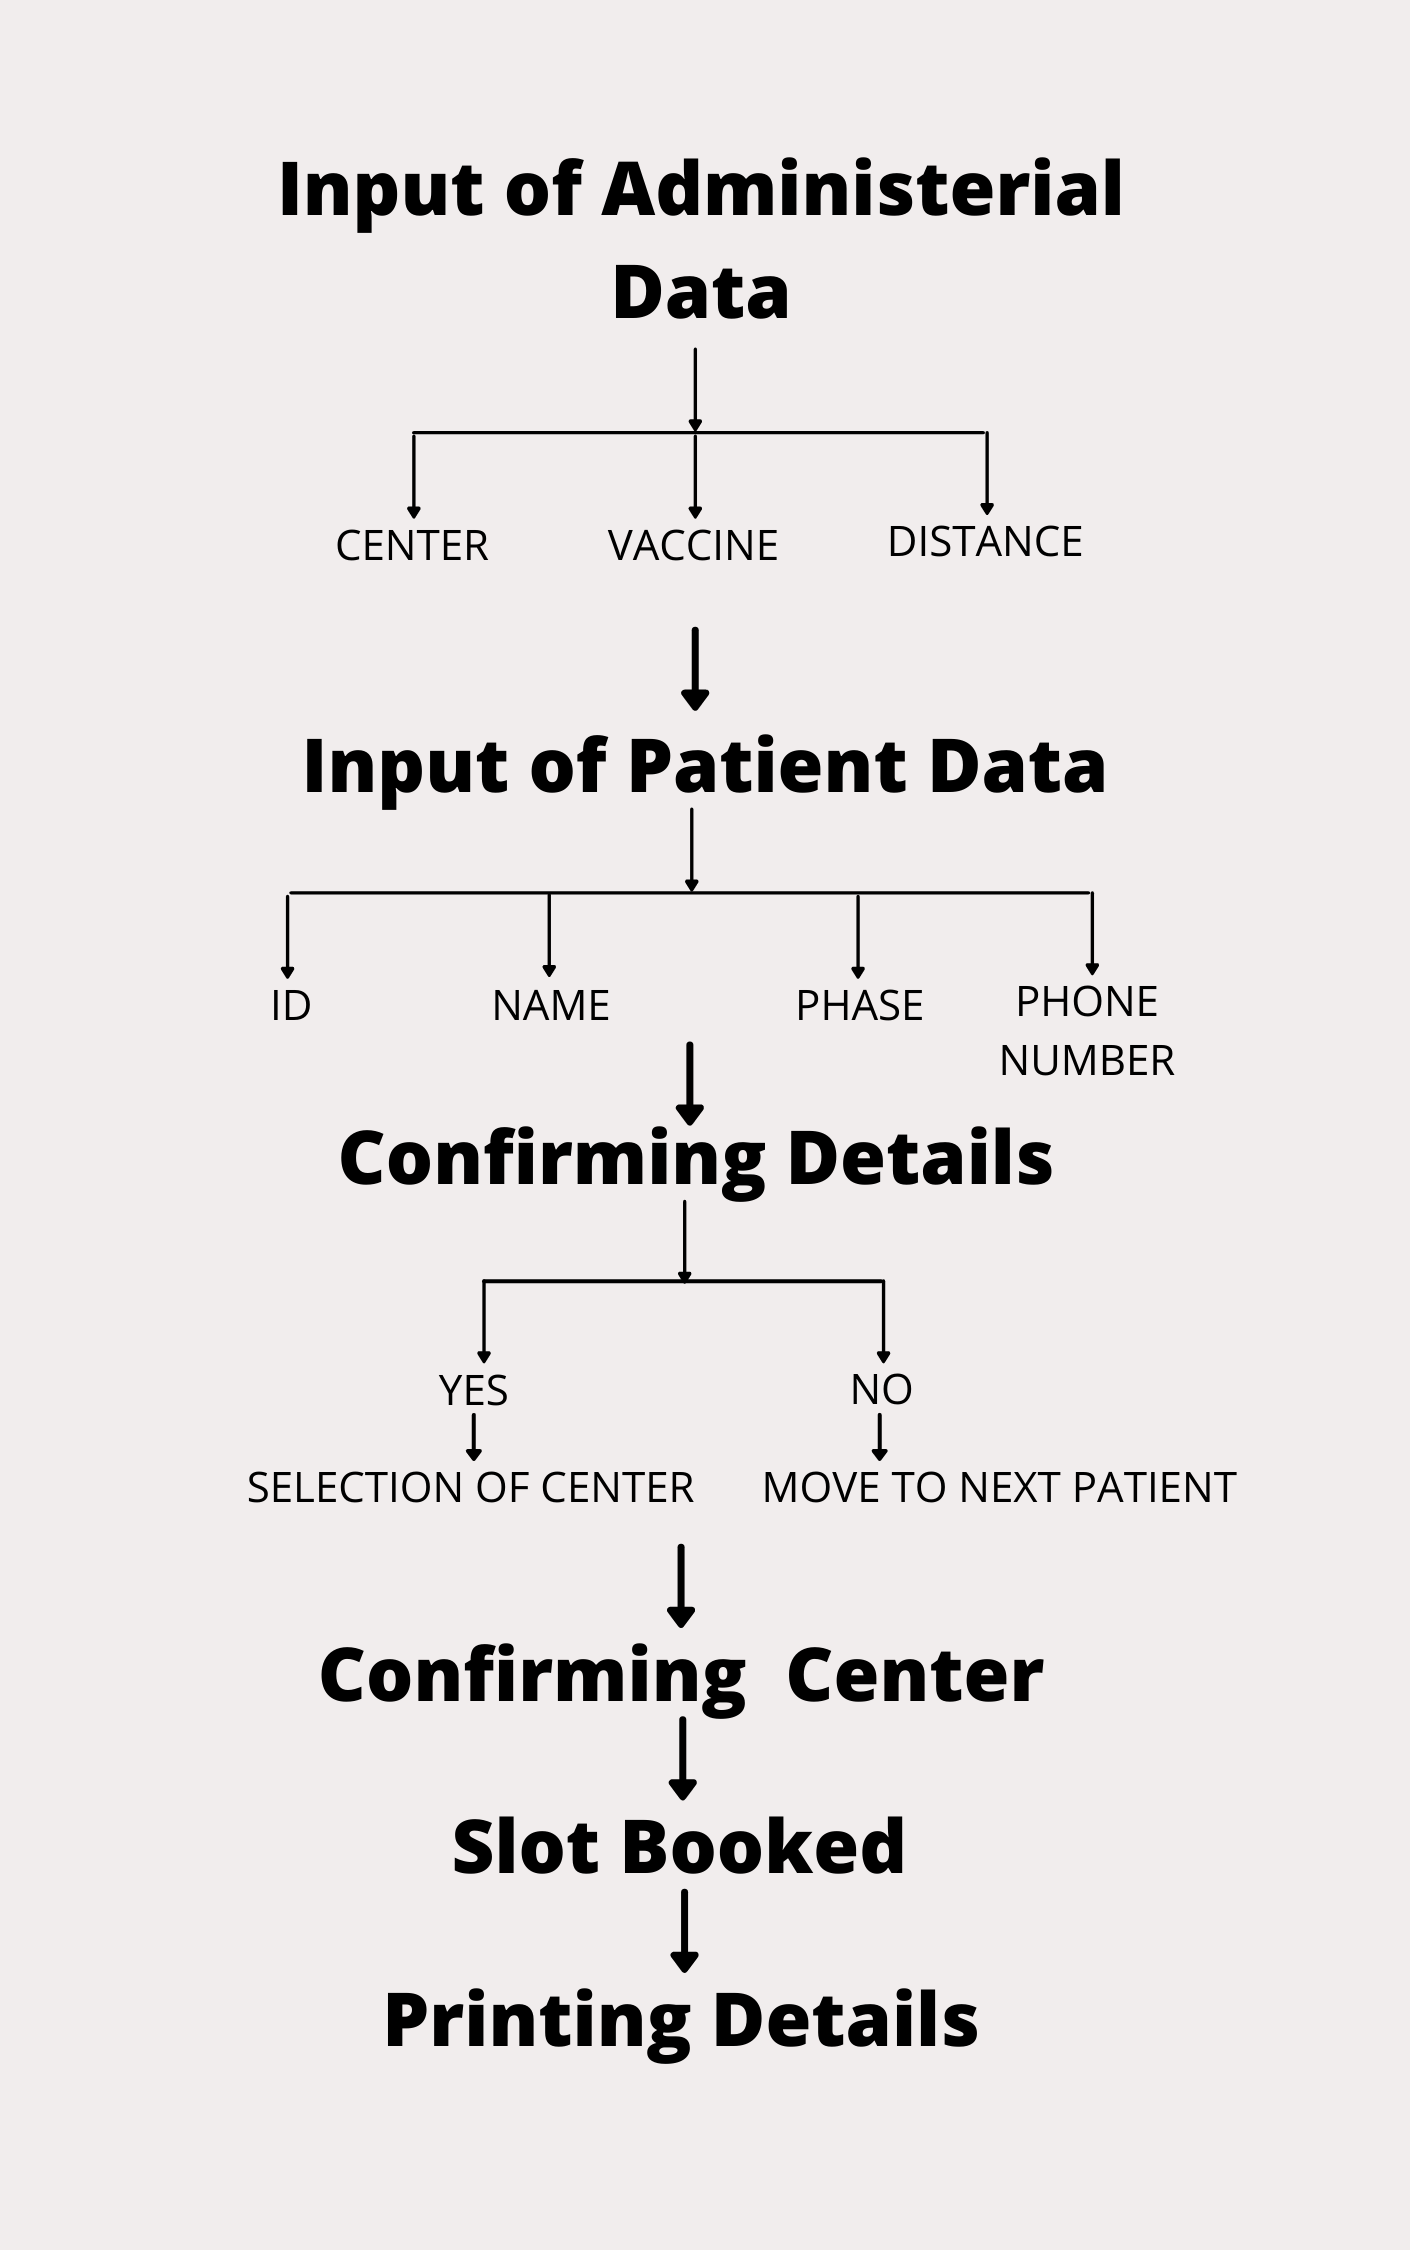 Input of Administerial
Data
CENTER
VACCINE
DISTANCE
Input of Patient Data
ID
NAME
PHASE
PHONE
NUMBER
Confirming Details
YES
NO
SELECTION OF CENTER
MOVE TO NEXT PATIENT
Confirming  Center
Slot Booked
Printing Details